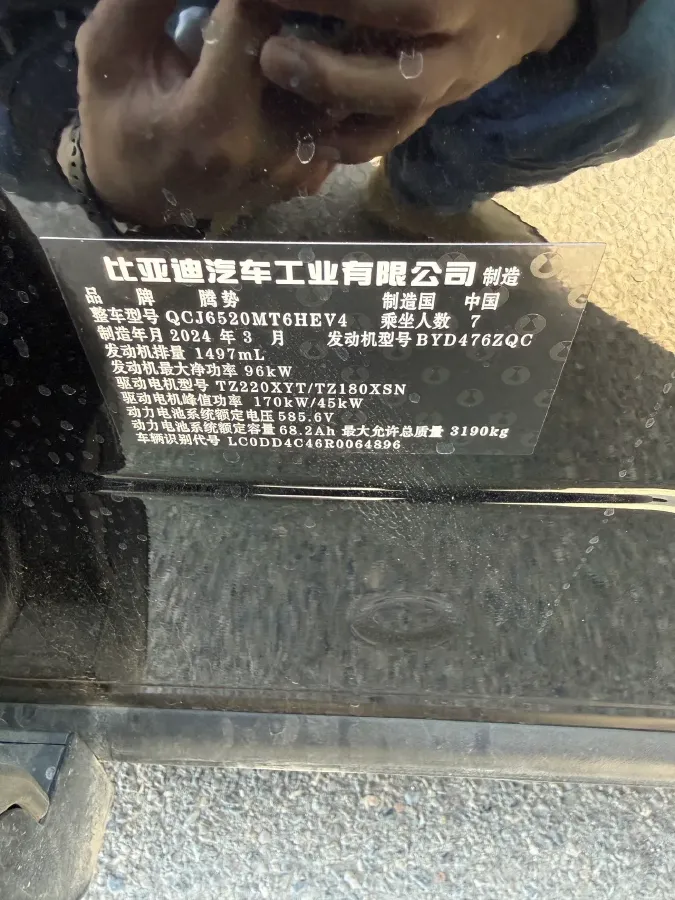 比亚迪汽车工业有限公司 制造
品 牌 腾势 制造国 中国
整车型号 QCJ6520MT6HEV4 乘坐人数 7
制造年月 2024 年 3 月 发动机型号 BYD476ZQC
发动机排量 1497mL
发动机最大净功率 96kW
驱动电机型号 TZ220XYT/TZ180XSN
驱动电机峰值功率 170kW/45kW
动力电池系统额定电压 585.6V
动力电池系统额定容量 68.2Ah 最大允许总质量 3190kg
车辆识别代号 LC0DD4C46R0064896